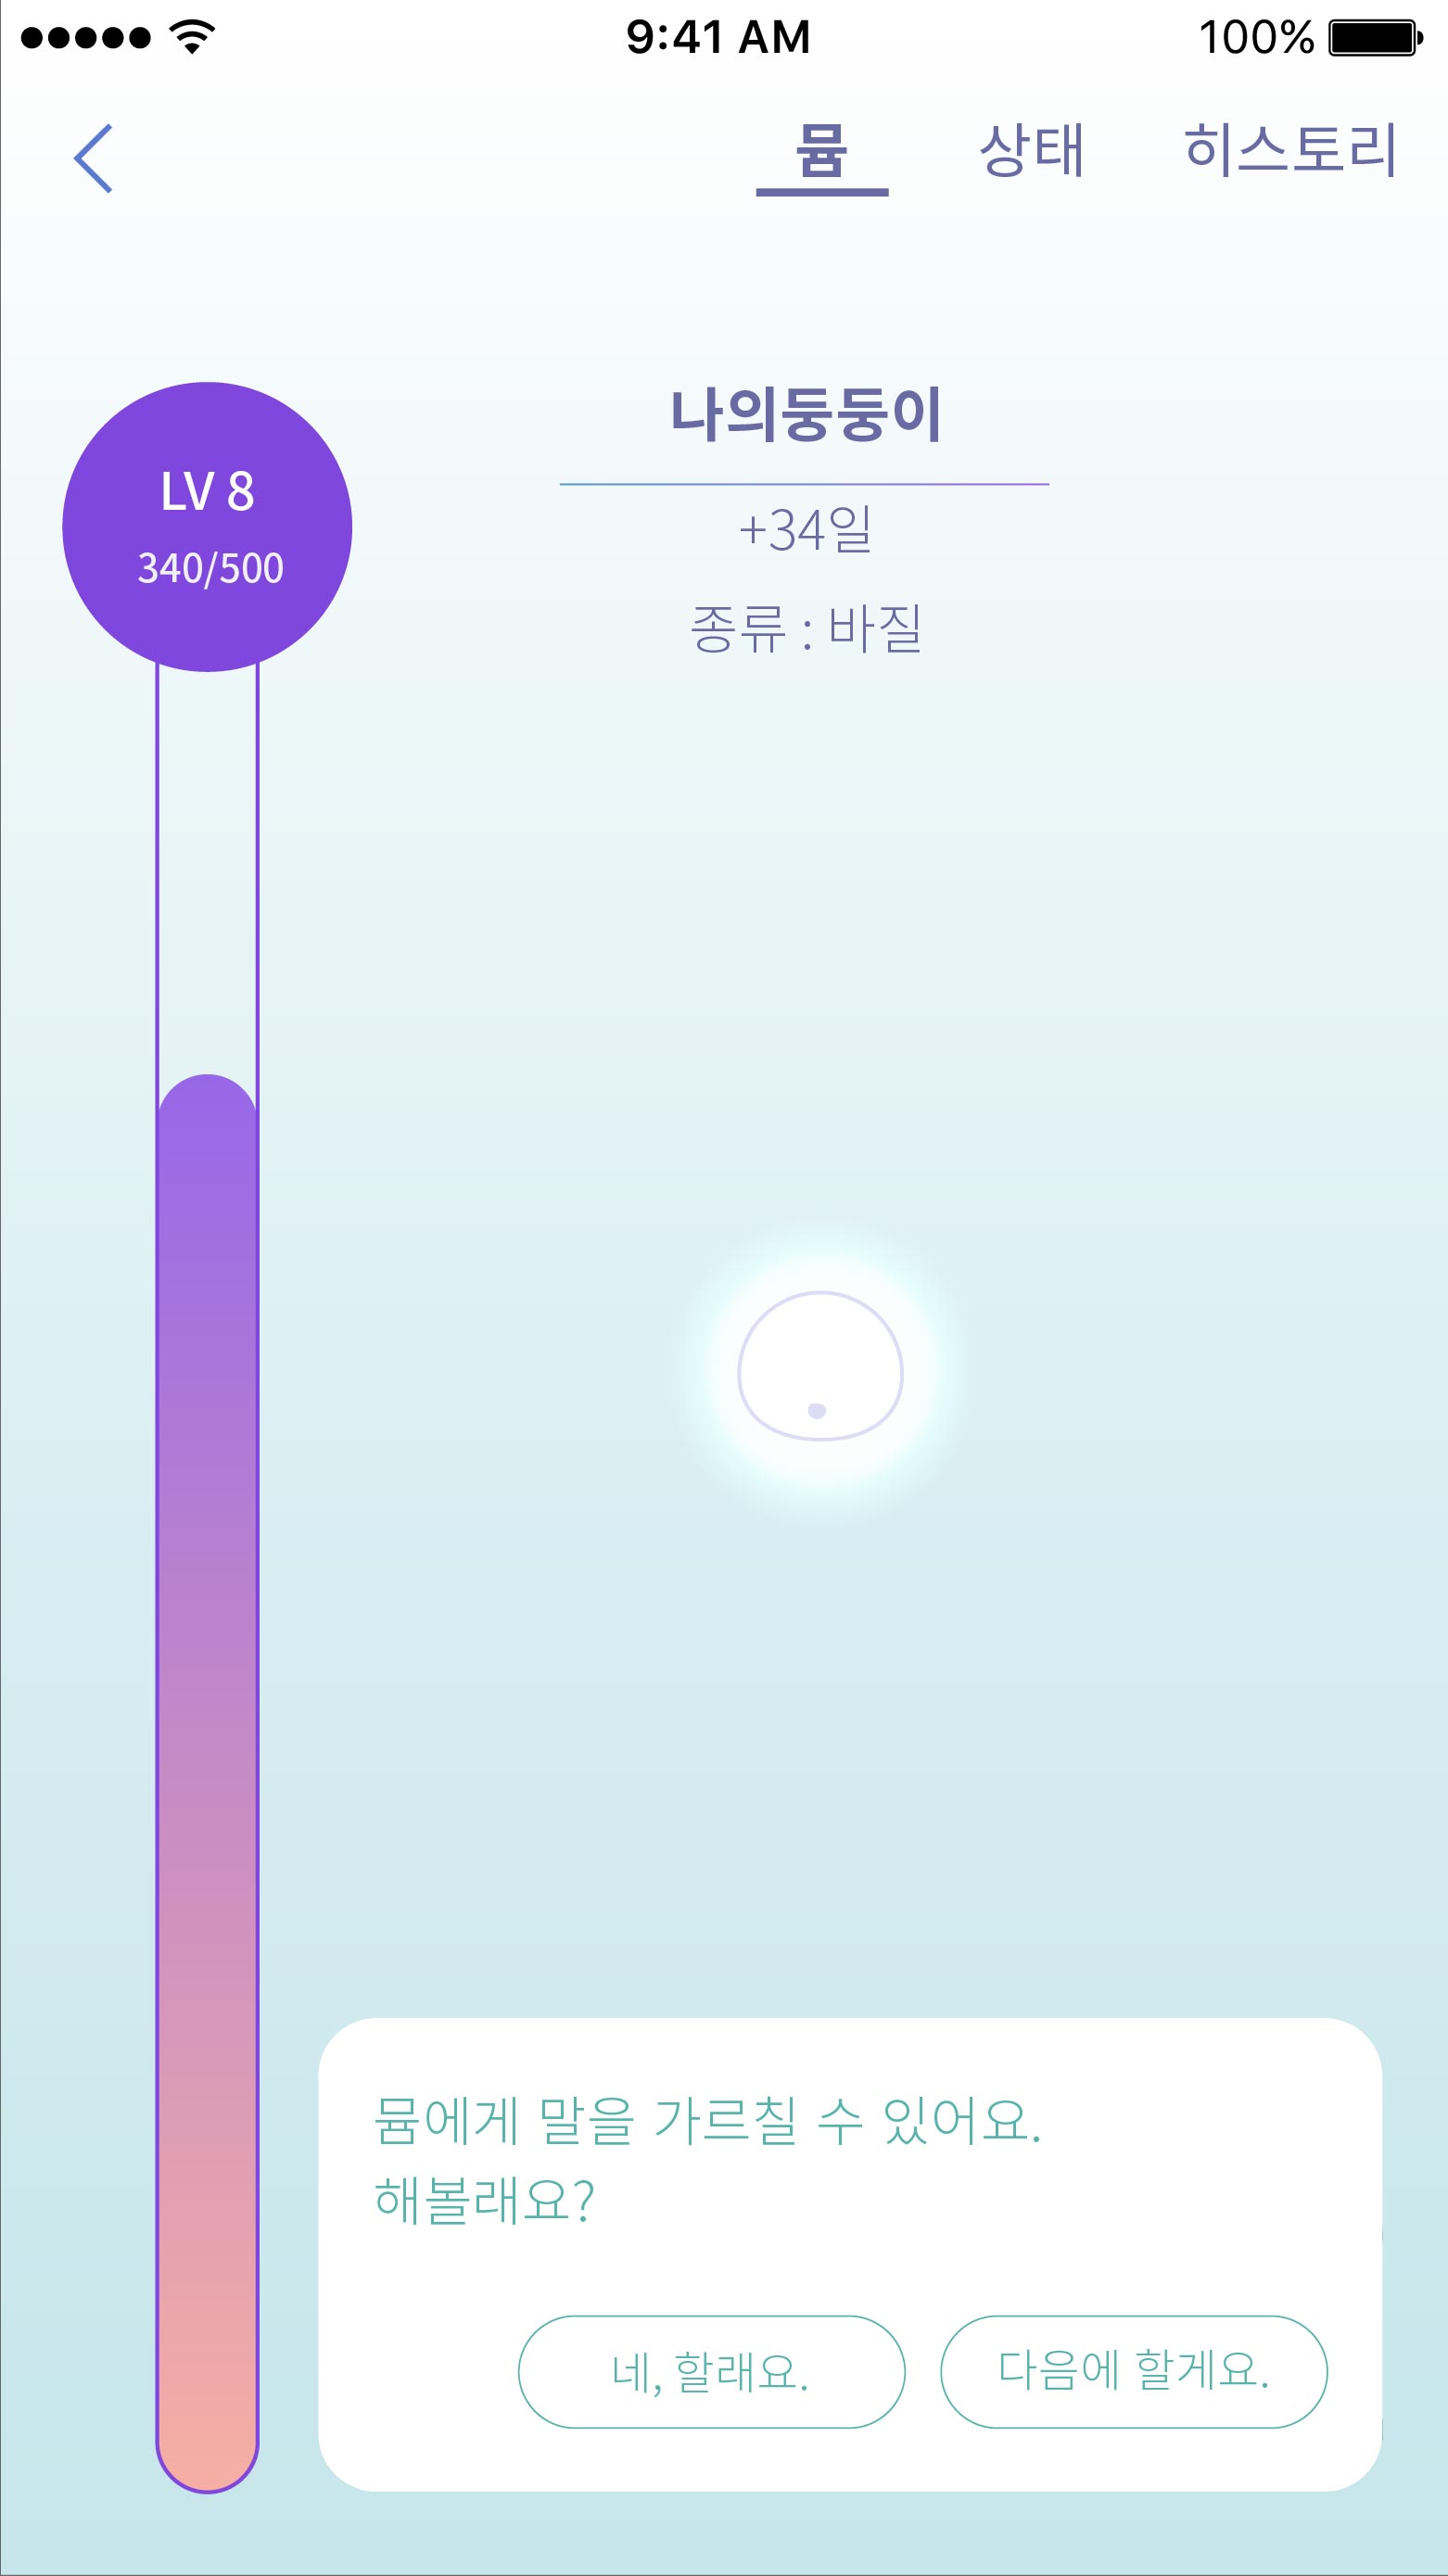 9:41 AM
100%
뮴 상태 히스토리
나의둥둥이
LV 8
+34일
340/500
종류 : 바질
뮴에게 말을 가르칠 수 있어요.
해볼래요?
네, 할래요.
다음에 할게요.